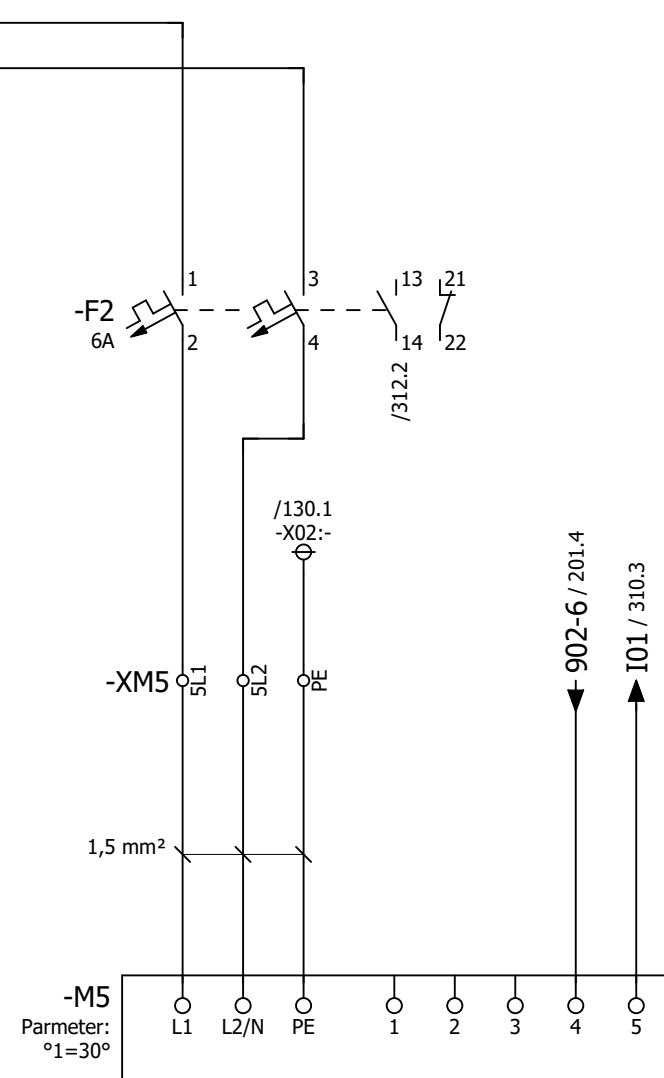 1
3
13
21
-F2
6A
2
4
14
22
/312.2
/130.1
-X02:-
902-6 / 201.4
I01 / 310.3
-XM5
5L1
5L2
PE
1,5 mm²
-M5
Parmeter:
°1=30°
L1
L2/N
PE
1
2
3
4
5